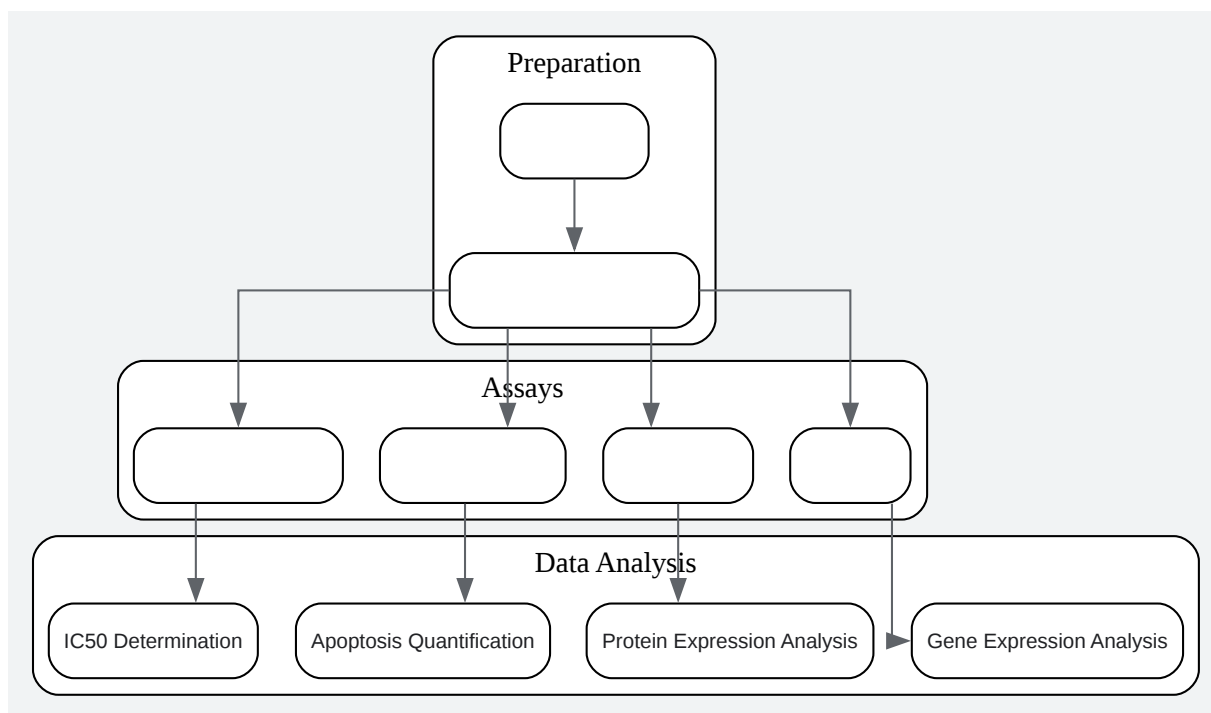 Preparation
Assays
Data Analysis
IC50 Determination
Apoptosis Quantification
Protein Expression Analysis
Gene Expression Analysis